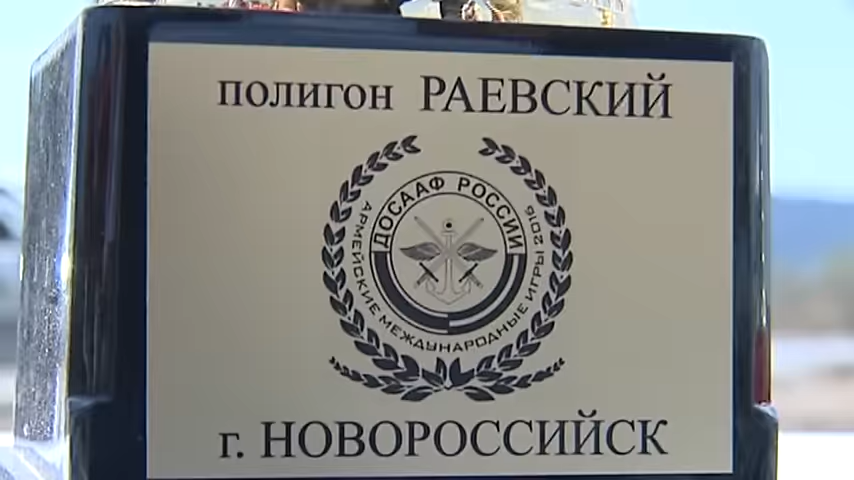 полигон РАЕВСКИЙ
ДОСААФ РОССИИ
АРМЕЙСКИЕ МЕЖДУНАРОДНЫЕ ИГРЫ 2016
г. НОВОРОССИЙСК